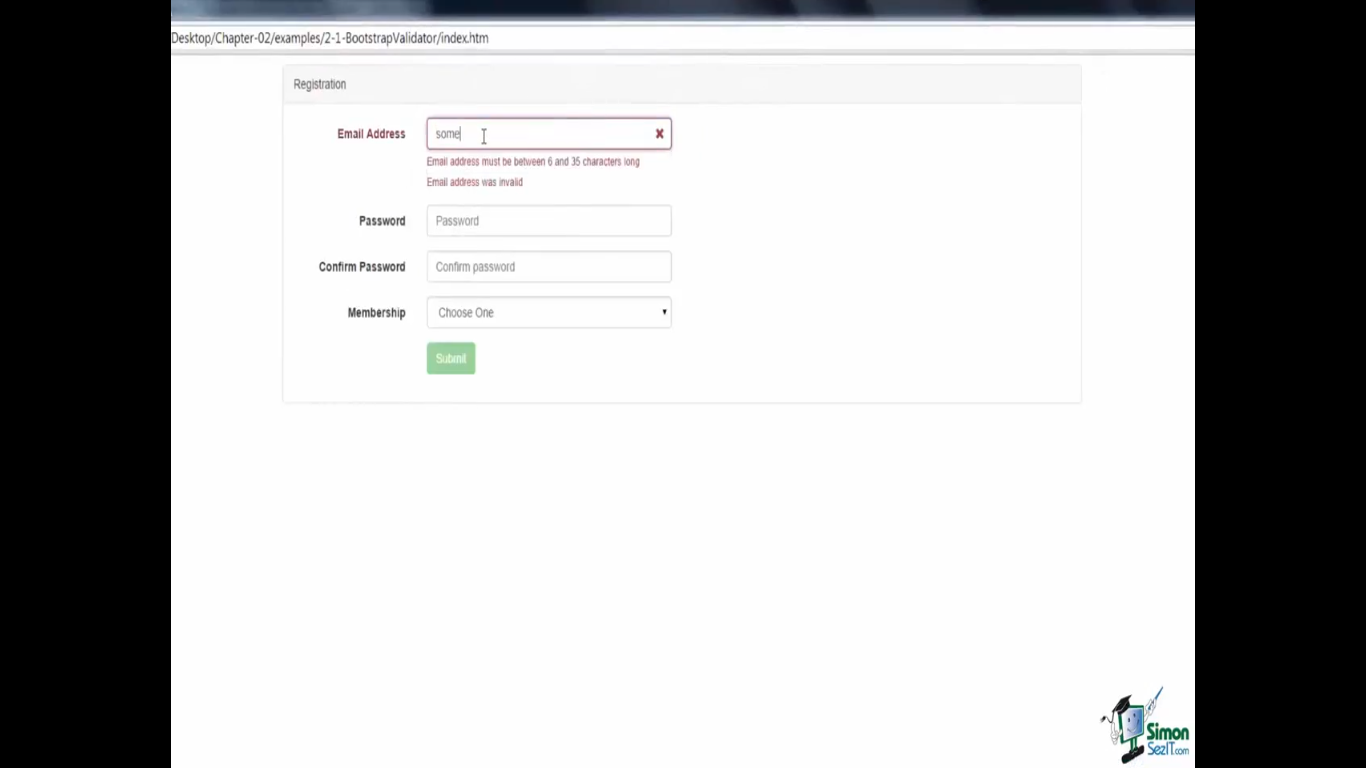 Desktop/Chapter-02/examples/2-1-BootstrapValidator/index.htm
Registration
Email Address
some
Email address must be between 6 and 35 characters long
Email address was invalid
Password
Password
Confirm Password
Confirm password
Membership
Choose One
Submit
Simon
SezIT.com